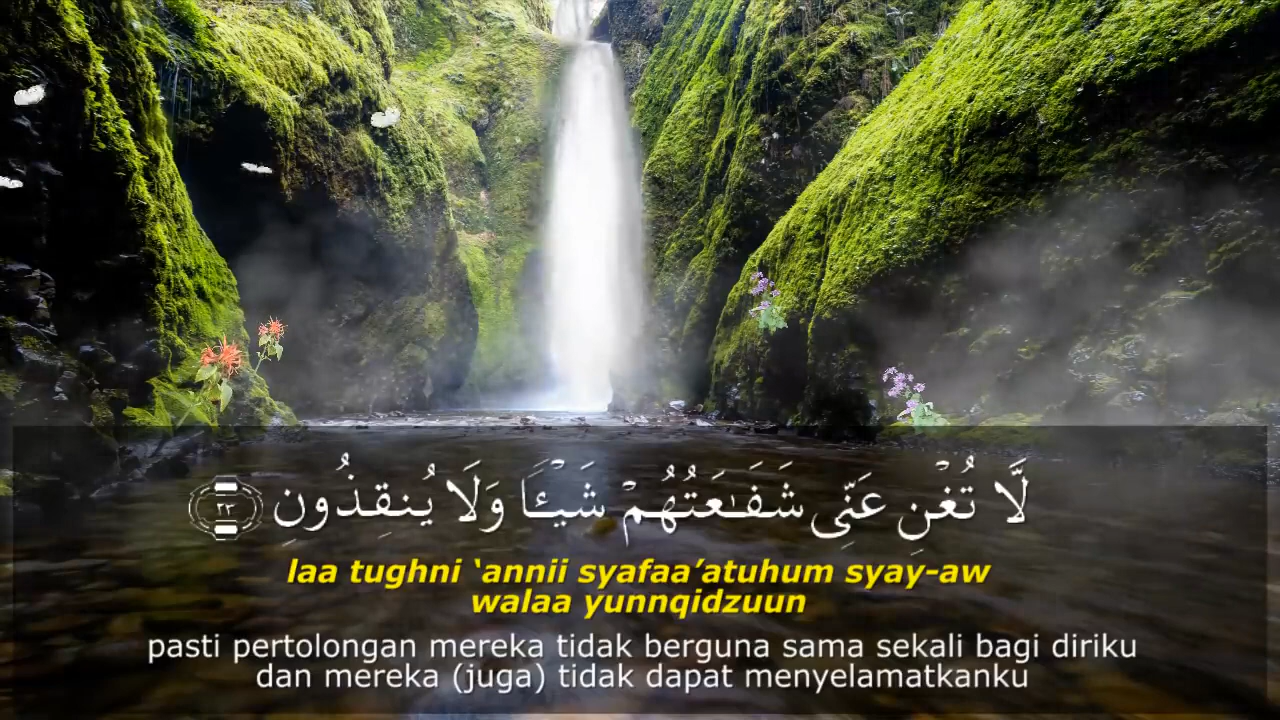 لَّا تُغْنِ عَنِّى شَفَـٰعَتُهُمْ شَيْـًٔا وَلَا يُنقِذُونِ ٢٣
laa tughni ‘annii syafaa’atuhum syay-aw
walaa yunnqidzuun
pasti pertolongan mereka tidak berguna sama sekali bagi diriku
dan mereka (juga) tidak dapat menyelamatkanku